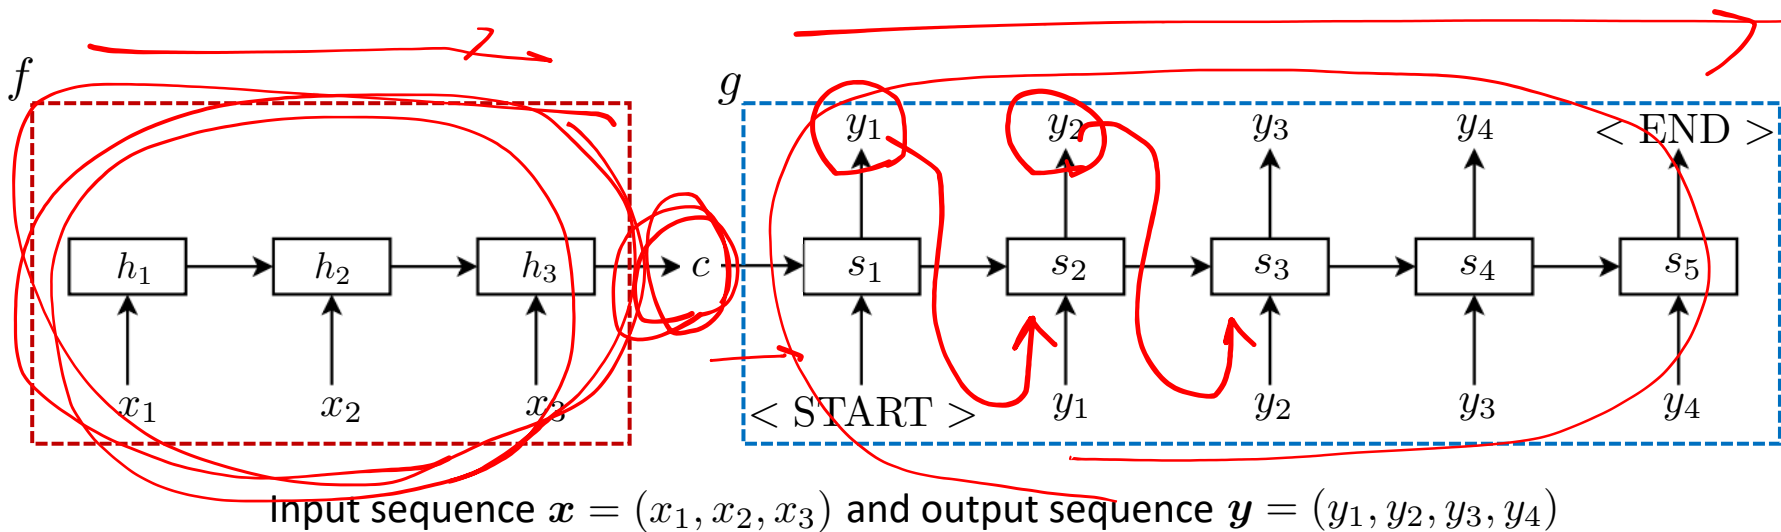 f g
y₁ y₂ y₃ y₄ < END >
h₁ h₂ h₃ c s₁ s₂ s₃ s₄ s₅
x₁ x₂ x₃ < START > y₁ y₂ y₃ y₄
Input sequence x = (x₁, x₂, x₃) and output sequence y = (y₁, y₂, y₃, y₄)